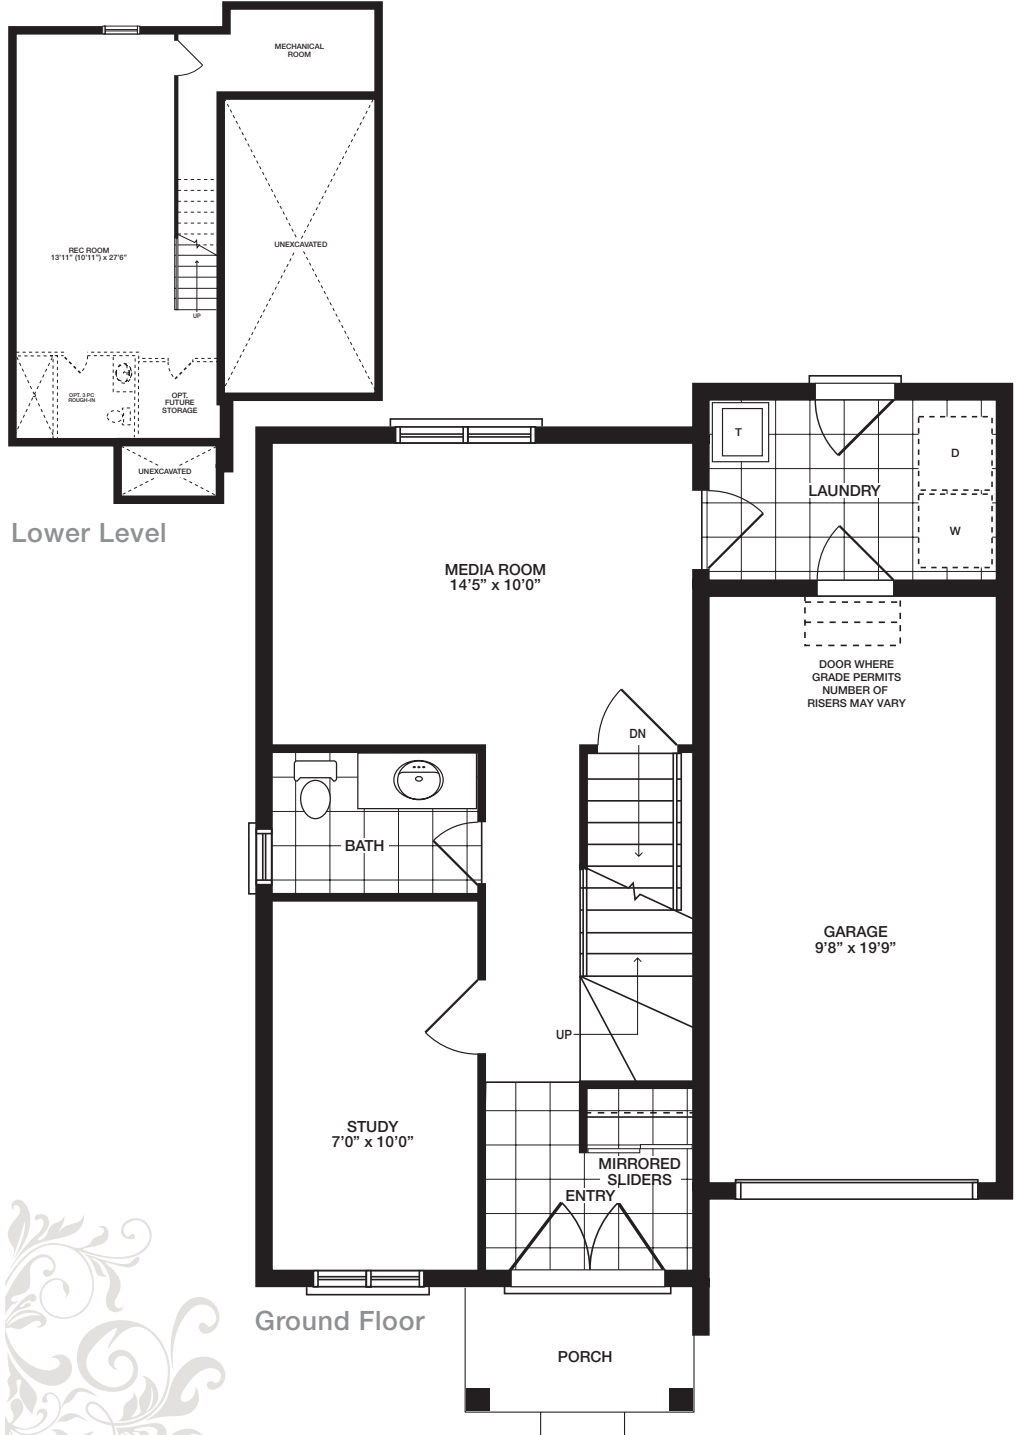 MECHANICAL
ROOM
UNEXCAVATED
REC ROOM
13'11" (10'11") x 27'6"
UP
OPT. 3 PC
ROUGH-IN
OPT.
FUTURE
STORAGE
UNEXCAVATED
Lower Level
T
D
LAUNDRY
W
MEDIA ROOM
14’5” x 10’0”
DOOR WHERE
GRADE PERMITS
NUMBER OF
RISERS MAY VARY
DN
BATH
GARAGE
9’8” x 19’9”
UP
STUDY
7’0” x 10’0”
MIRRORED
SLIDERS
ENTRY
Ground Floor
PORCH